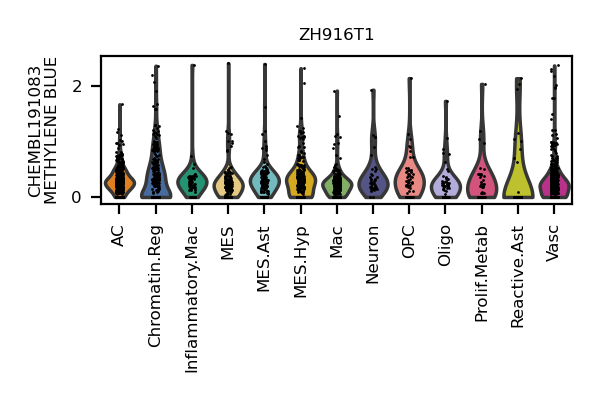 ZH916T1
CHEMBL191083
METHYLENE BLUE
2
0
AC
Chromatin.Reg
Inflammatory.Mac
MES
MES.Ast
MES.Hyp
Mac
Neuron
OPC
Oligo
Prolif.Metab
Reactive.Ast
Vasc